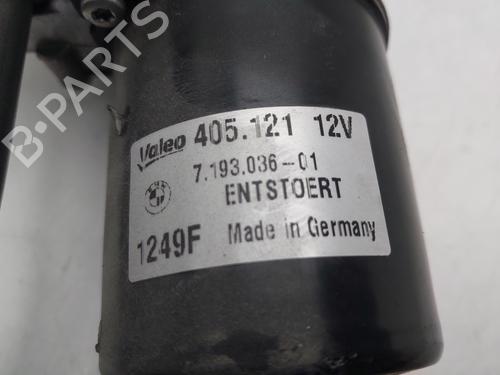 Valeo 405.121 12V
7.193.036-01
ENTSTOERT
1249F Made in Germany
B-PARTS